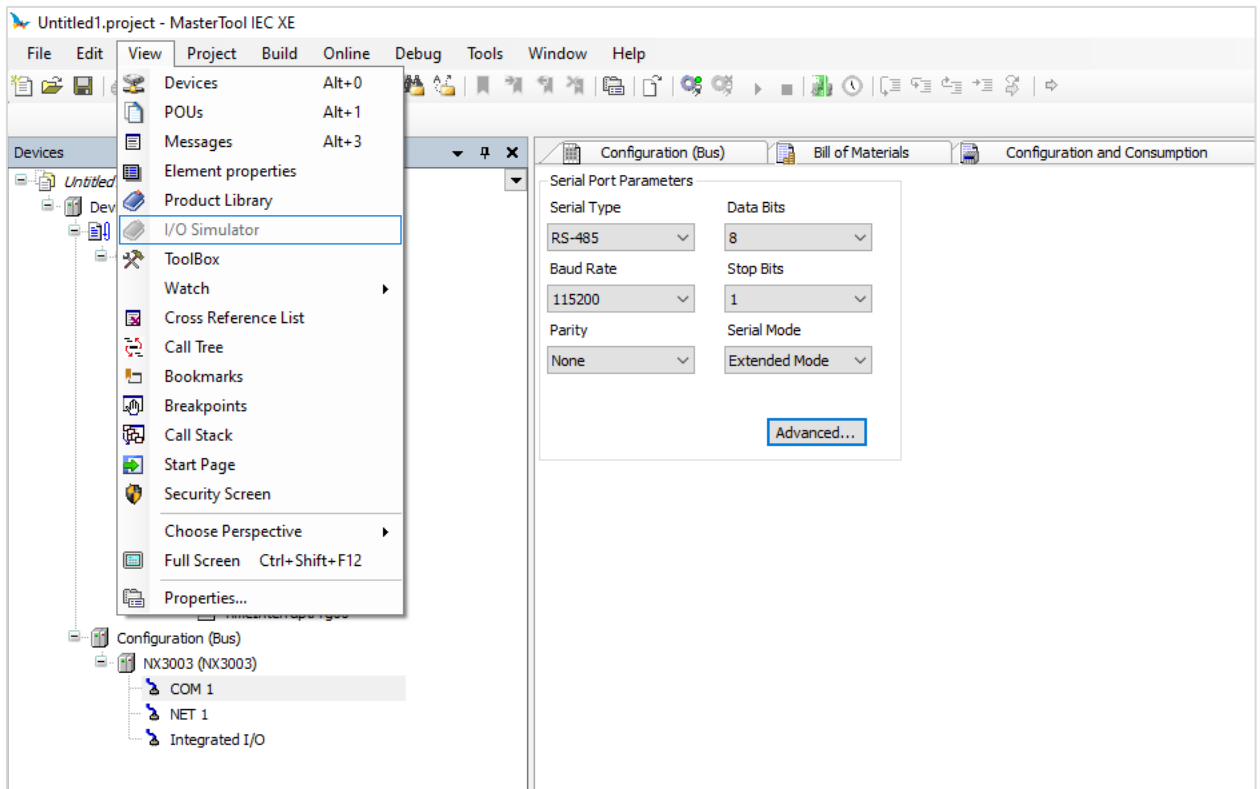 Untitled1.project - MasterTool IEC XE
File Edit View Project Build Online Debug Tools Window Help
Devices Alt+0
POUs Alt+1
Messages Alt+3
Element properties
Product Library
I/O Simulator
ToolBox
Watch
Cross Reference List
Call Tree
Bookmarks
Breakpoints
Call Stack
Start Page
Security Screen
Choose Perspective
Full Screen Ctrl+Shift+F12
Properties...
Devices
Configuration (Bus)
NX3003 (NX3003)
COM 1
NET 1
Integrated I/O
Configuration (Bus) Bill of Materials Configuration and Consumption
Serial Port Parameters
Serial Type Data Bits
RS-485 8
Baud Rate Stop Bits
115200 1
Parity Serial Mode
None Extended Mode
Advanced...